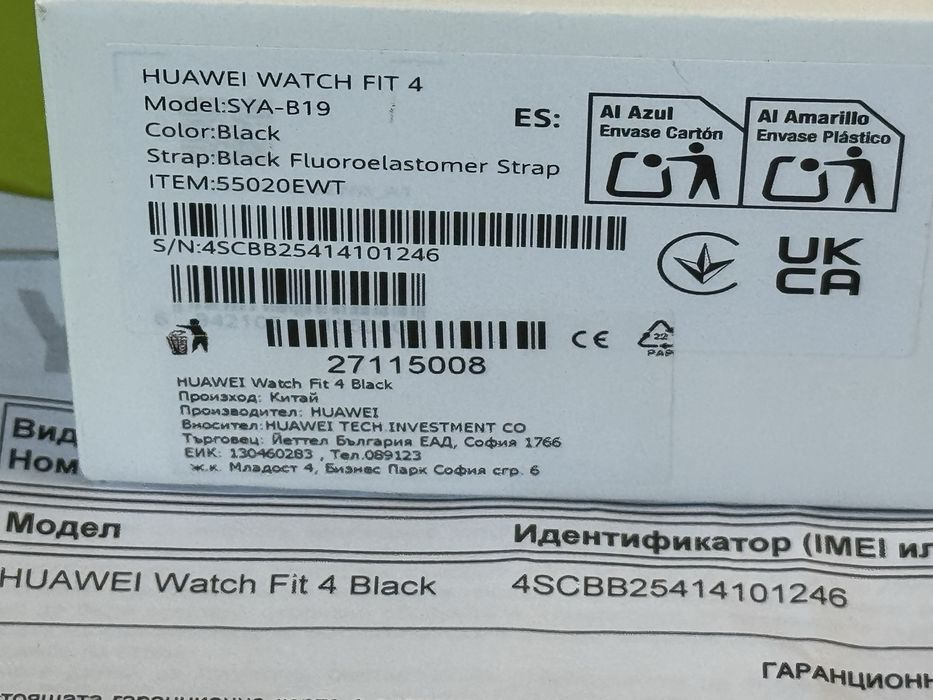 HUAWEI WATCH FIT 4
Model:SYA-B19
Color:Black
Strap:Black Fluoroelastomer Strap
ITEM:55020EWT
ES:
Al Azul
Envase Cartón
Al Amarillo
Envase Plástico
S/N:4SCBB25414101246
UK
CA
CE
22
PAP
27115008
HUAWEI Watch Fit 4 Black
Произход: Китай
Производител: HUAWEI
Вносител:HUAWEI TECH.INVESTMENT CO
Търговец: Йеттел България ЕАД, София 1766
ЕИК: 130460283 , Тел.089123
ж.к. Младост 4, Бизнес Парк София сгр. 6
Вид
Ном
Модел
Идентификатор (IMEI ил
HUAWEI Watch Fit 4 Black
4SCBB25414101246
ГАРАНЦИОНН